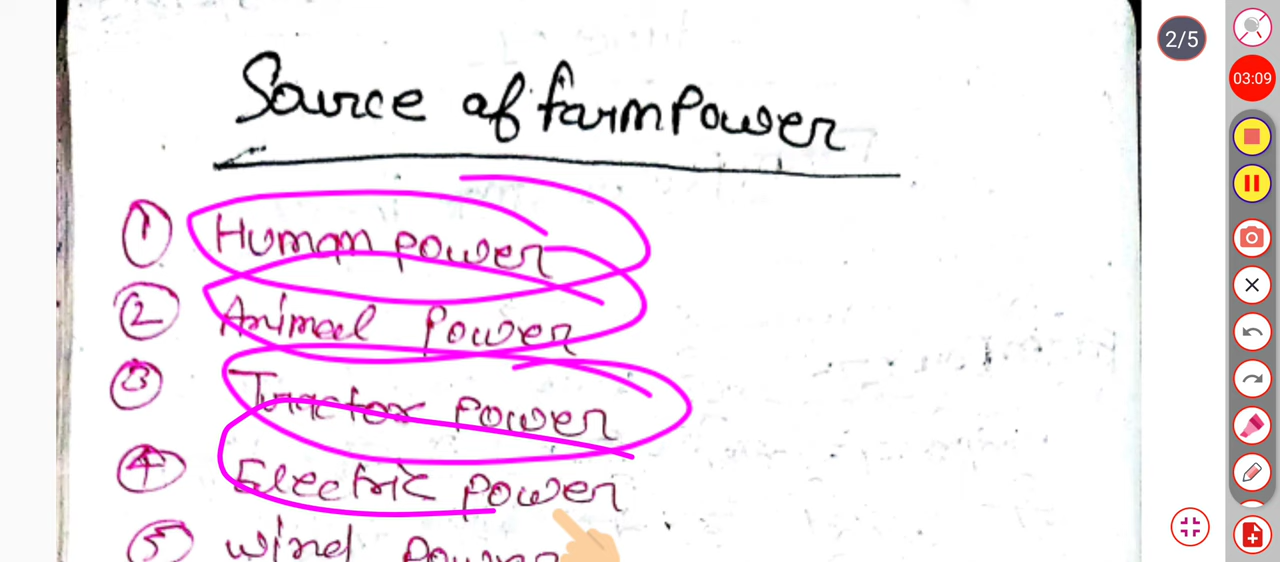 2/5
03:09
Source of farm Power
① Human power
② Animal Power
③ Tractor power
④ Electric power
⑤ wind power